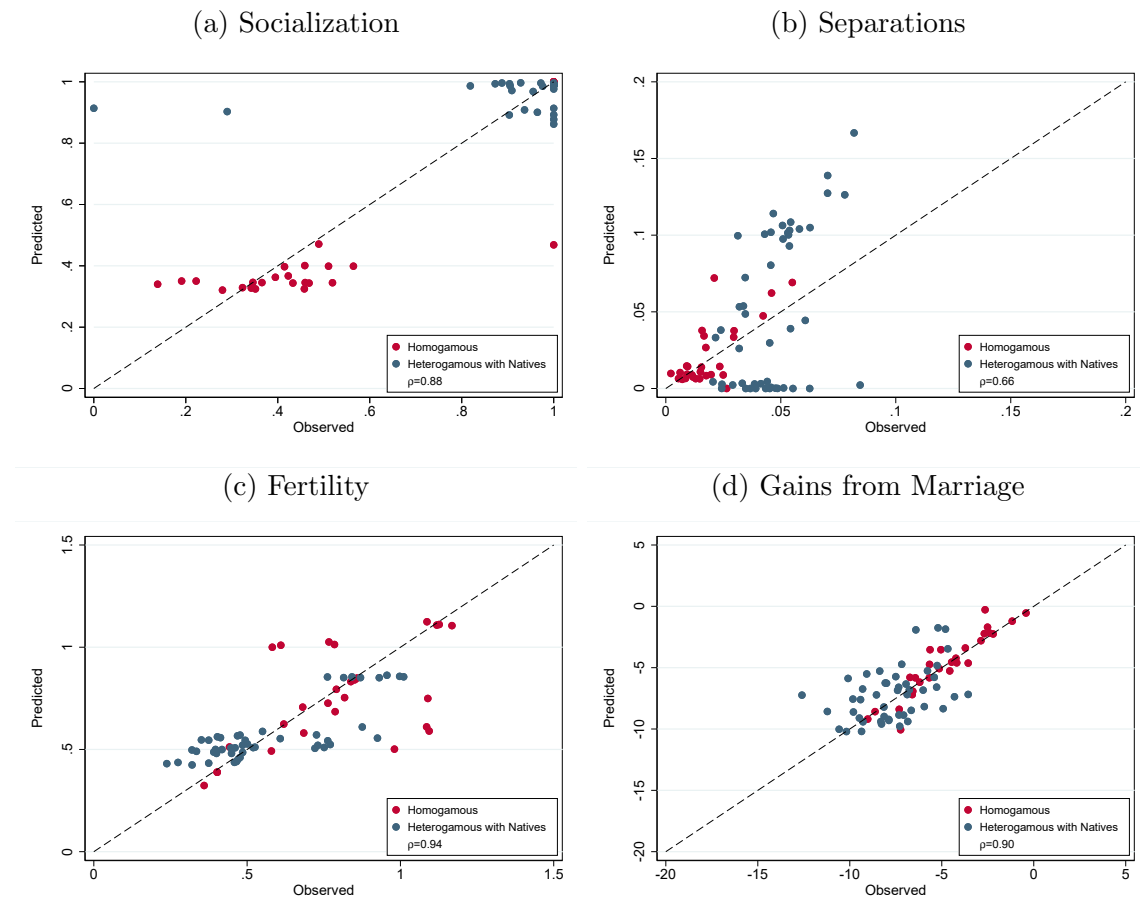 (a) Socialization
1
.8
.6
.4
.2
0
Predicted
0
.2
.4
.6
.8
1
Observed
Homogamous
Heterogamous with Natives
ρ=0.88
(b) Separations
.2
.15
.1
.05
0
Predicted
0
.05
.1
.15
.2
Observed
Homogamous
Heterogamous with Natives
ρ=0.66
(c) Fertility
1.5
1
.5
0
Predicted
0
.5
1
1.5
Observed
Homogamous
Heterogamous with Natives
ρ=0.94
(d) Gains from Marriage
5
0
-5
-10
-15
-20
Predicted
-20
-15
-10
-5
0
5
Observed
Homogamous
Heterogamous with Natives
ρ=0.90